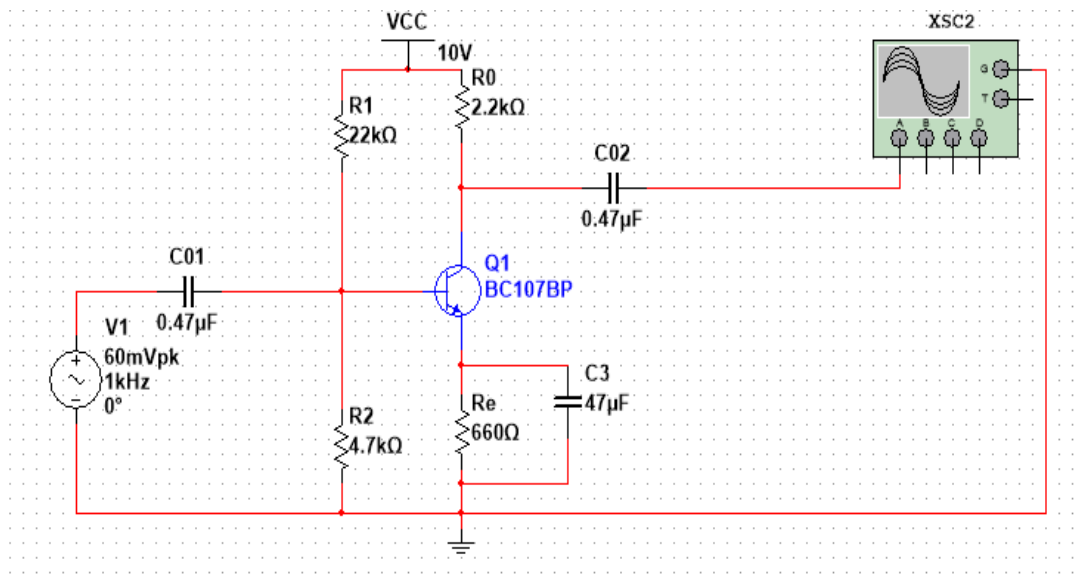 VCC
XSC2
10V
R0
2.2kΩ
R1
22kΩ
G
T
A B C D
C02
0.47µF
C01
0.47µF
Q1
BC107BP
V1
60mVpk
1kHz
0°
C3
47µF
Re
660Ω
R2
4.7kΩ